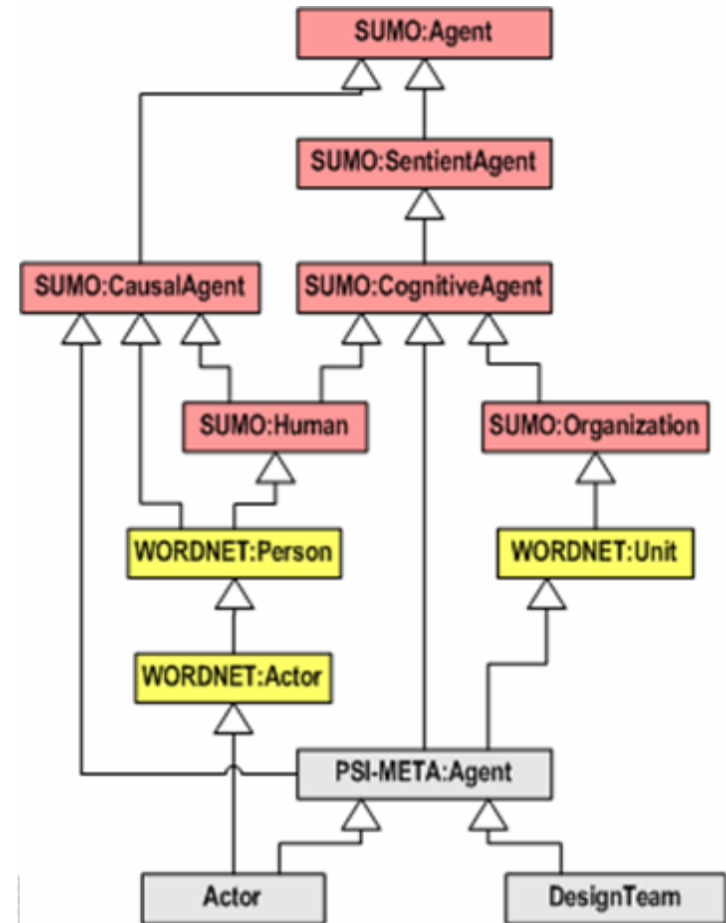 SUMO:Agent
SUMO:SentientAgent
SUMO:CausalAgent
SUMO:CognitiveAgent
SUMO:Human
SUMO:Organization
WORDNET:Person
WORDNET:Unit
WORDNET:Actor
PSI-META:Agent
Actor
DesignTeam